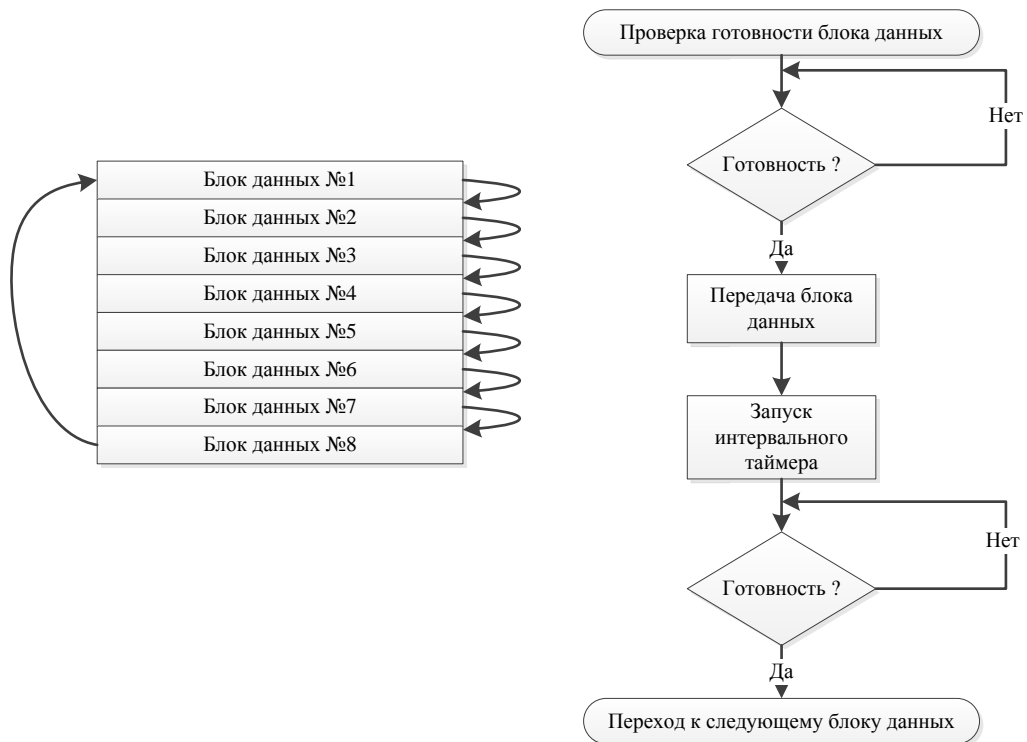 Блок данных №1
Блок данных №2
Блок данных №3
Блок данных №4
Блок данных №5
Блок данных №6
Блок данных №7
Блок данных №8
Проверка готовности блока данных
Нет
Готовность ?
Да
Передача блока
данных
Запуск
интервального
таймера
Нет
Готовность ?
Да
Переход к следующему блоку данных